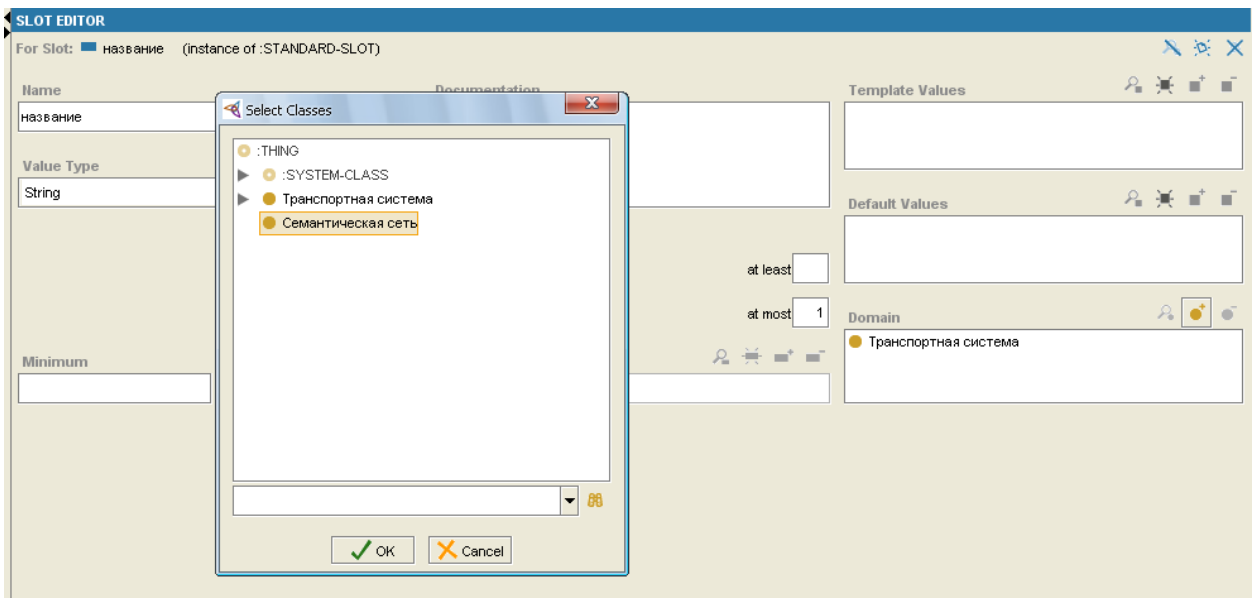 SLOT EDITOR
For Slot: название (instance of :STANDARD-SLOT)
Name
название
Value Type
String
Documentation
Template Values
Default Values
at least
at most 1
Domain
Транспортная система
Minimum
Select Classes
:THING
:SYSTEM-CLASS
Транспортная система
Семантическая сеть
OK
Cancel